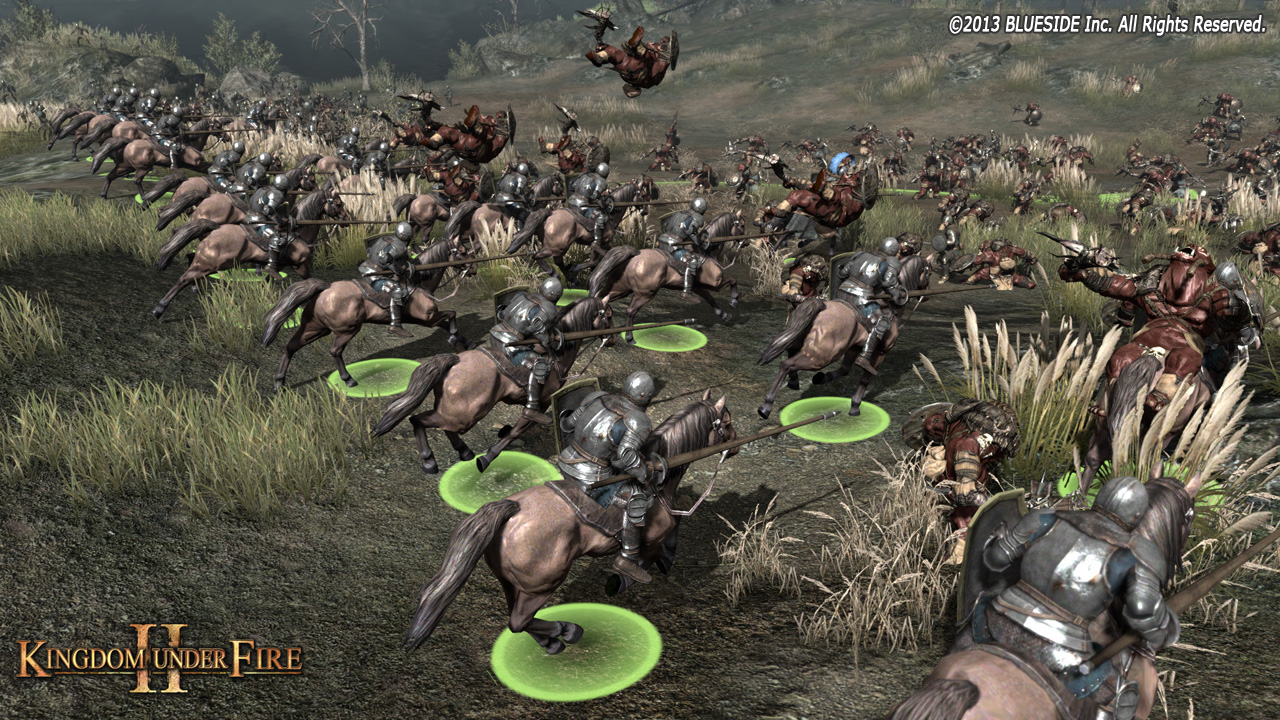 ©2013 BLUESIDE Inc. All Rights Reserved.
KINGDOM UNDER FIRE
II